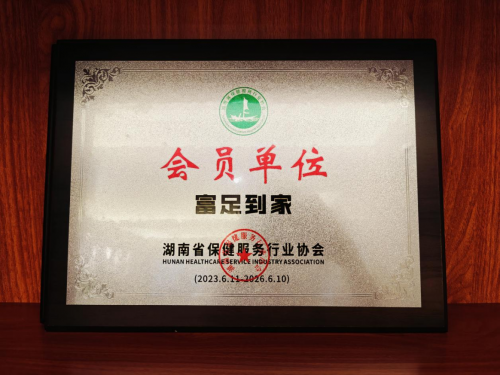 会员单位
富足到家
湖南省保健服务行业协会
HUNAN HEALTHCARE SERVICE INDUSTRY ASSOCIATION
(2023.6.11-2026.6.10)